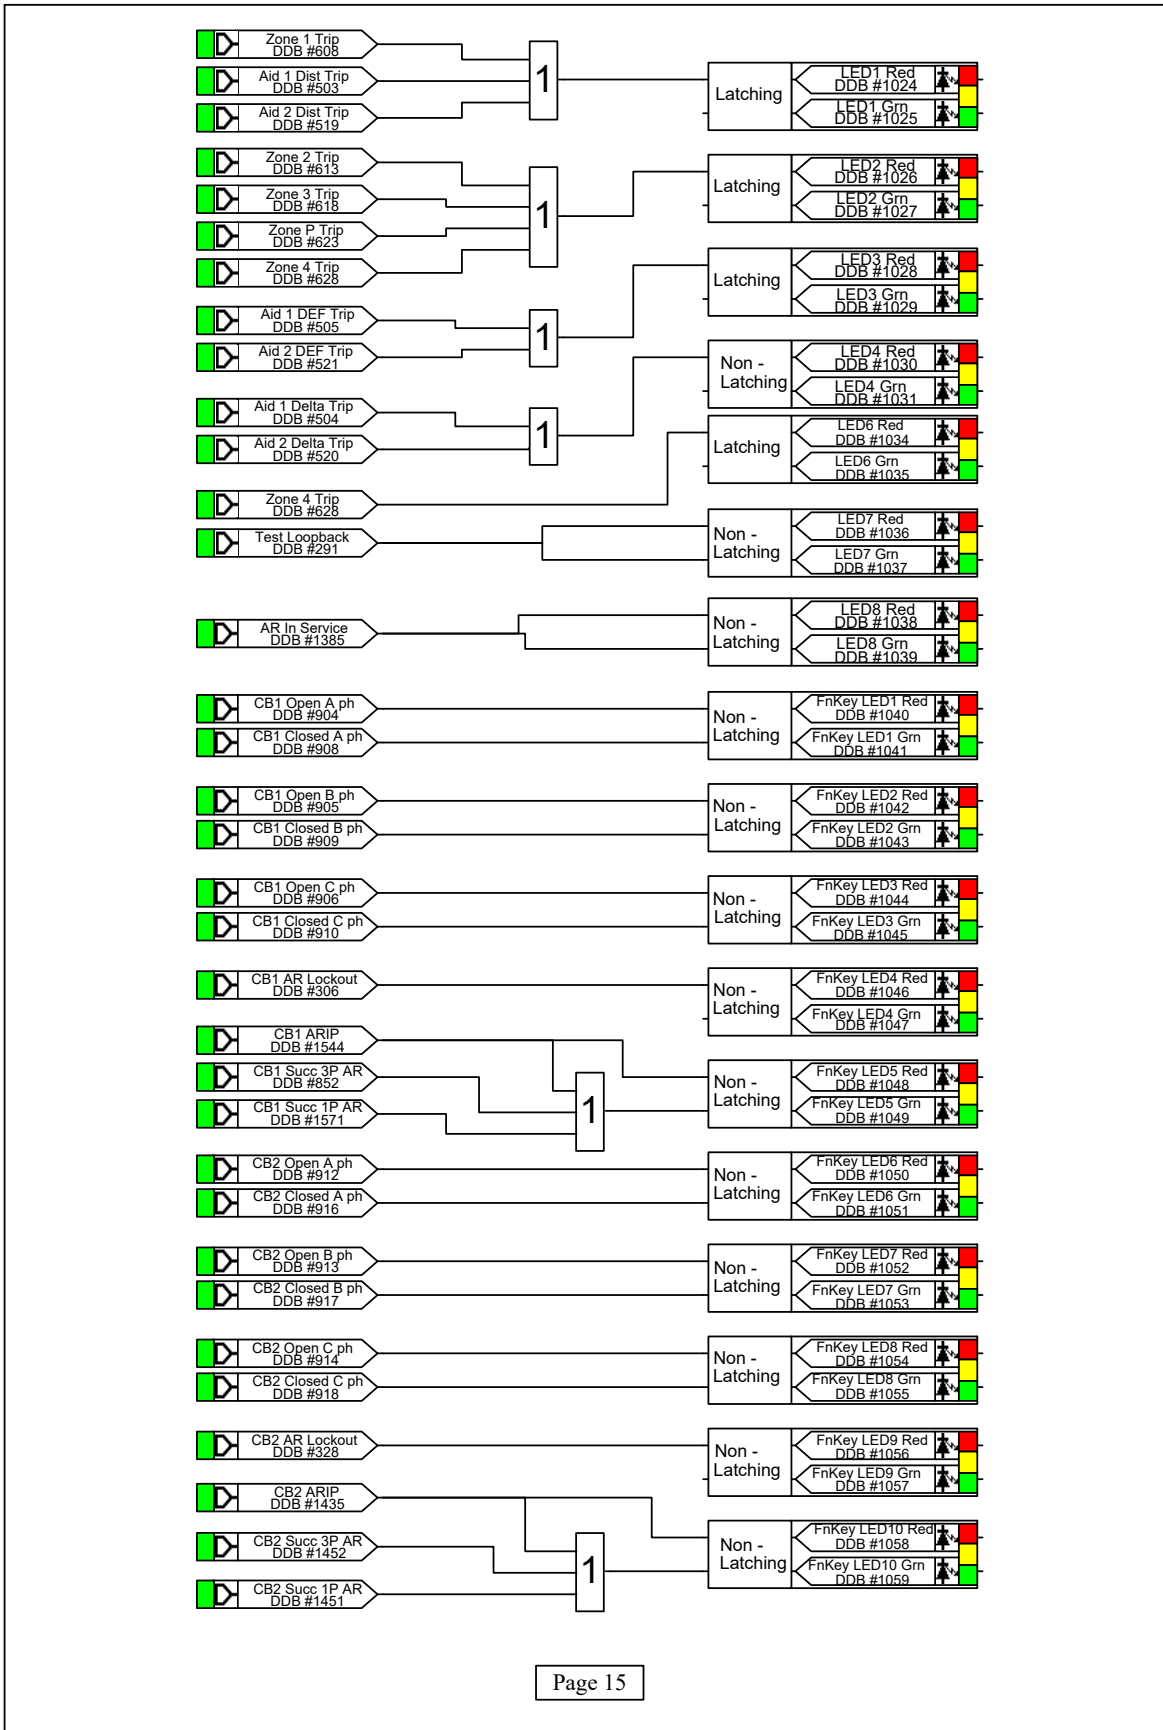 Zone 1 Trip
DDB #608
Aid 1 Dist Trip
DDB #503
Aid 2 Dist Trip
DDB #519
1
Latching
LED1 Red
DDB #1024
LED1 Grn
DDB #1025
Zone 2 Trip
DDB #613
Zone 3 Trip
DDB #618
Zone P Trip
DDB #623
Zone 4 Trip
DDB #628
1
Latching
LED2 Red
DDB #1026
LED2 Grn
DDB #1027
Aid 1 DEF Trip
DDB #505
Aid 2 DEF Trip
DDB #521
1
Latching
LED3 Red
DDB #1028
LED3 Grn
DDB #1029
Aid 1 Delta Trip
DDB #504
Aid 2 Delta Trip
DDB #520
1
Non -
Latching
LED4 Red
DDB #1030
LED4 Grn
DDB #1031
Zone 4 Trip
DDB #628
Latching
LED6 Red
DDB #1034
LED6 Grn
DDB #1035
Test Loopback
DDB #291
Non -
Latching
LED7 Red
DDB #1036
LED7 Grn
DDB #1037
AR In Service
DDB #1385
Non -
Latching
LED8 Red
DDB #1038
LED8 Grn
DDB #1039
CB1 Open A ph
DDB #904
CB1 Closed A ph
DDB #908
Non -
Latching
FnKey LED1 Red
DDB #1040
FnKey LED1 Grn
DDB #1041
CB1 Open B ph
DDB #905
CB1 Closed B ph
DDB #909
Non -
Latching
FnKey LED2 Red
DDB #1042
FnKey LED2 Grn
DDB #1043
CB1 Open C ph
DDB #906
CB1 Closed C ph
DDB #910
Non -
Latching
FnKey LED3 Red
DDB #1044
FnKey LED3 Grn
DDB #1045
CB1 AR Lockout
DDB #306
Non -
Latching
FnKey LED4 Red
DDB #1046
FnKey LED4 Grn
DDB #1047
CB1 ARIP
DDB #1544
CB1 Succ 3P AR
DDB #852
CB1 Succ 1P AR
DDB #1571
1
Non -
Latching
FnKey LED5 Red
DDB #1048
FnKey LED5 Grn
DDB #1049
CB2 Open A ph
DDB #912
CB2 Closed A ph
DDB #916
Non -
Latching
FnKey LED6 Red
DDB #1050
FnKey LED6 Grn
DDB #1051
CB2 Open B ph
DDB #913
CB2 Closed B ph
DDB #917
Non -
Latching
FnKey LED7 Red
DDB #1052
FnKey LED7 Grn
DDB #1053
CB2 Open C ph
DDB #914
CB2 Closed C ph
DDB #918
Non -
Latching
FnKey LED8 Red
DDB #1054
FnKey LED8 Grn
DDB #1055
CB2 AR Lockout
DDB #328
Non -
Latching
FnKey LED9 Red
DDB #1056
FnKey LED9 Grn
DDB #1057
CB2 ARIP
DDB #1435
CB2 Succ 3P AR
DDB #1452
CB2 Succ 1P AR
DDB #1451
1
Non -
Latching
FnKey LED10 Red
DDB #1058
FnKey LED10 Grn
DDB #1059
Page 15